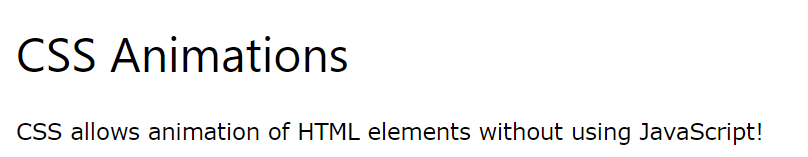 CSS Animations
CSS allows animation of HTML elements without using JavaScript!